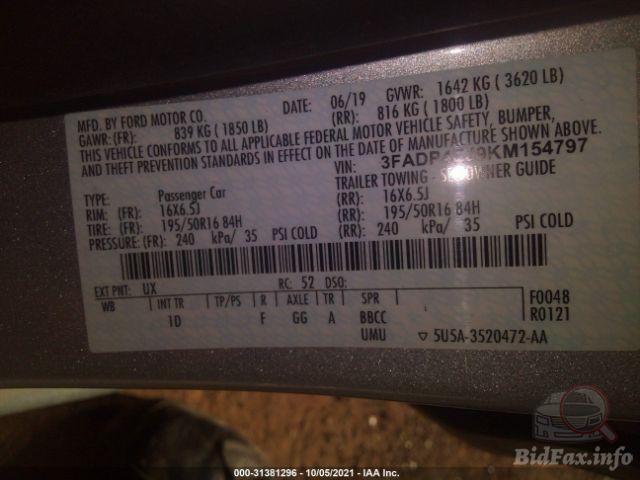 MFD. BY FORD MOTOR CO.
DATE: 06/19 GVWR: 1642 KG ( 3620 LB)
GAWR: (FR): 839 KG ( 1850 LB) (RR): 816 KG ( 1800 LB)
THIS VEHICLE CONFORMS TO ALL APPLICABLE FEDERAL MOTOR VEHICLE SAFETY, BUMPER,
AND THEFT PREVENTION STANDARDS IN EFFECT ON THE DATE OF MANUFACTURE SHOWN ABOVE.
VIN:
TYPE: Passenger Car TRAILER TOWING - OWNER GUIDE
RIM: (FR): 16X6.5J (RR): 16X6.5J
TIRE: (FR): 195/50R16 84H (RR): 195/50R16 84H
PRESSURE: (FR): 240 kPa/ 35 PSI COLD (RR): 240 kPa/ 35 PSI COLD
EXT PNT: UX RC: 52 DSO:
WB INT TR TP/PS R AXLE TR SPR F0048
1D F GG A BBCC R0121
UMU ▽ 5U5A-3520472-AA
BidFax.info
000-31381296 - 10/05/2021 - IAA Inc.